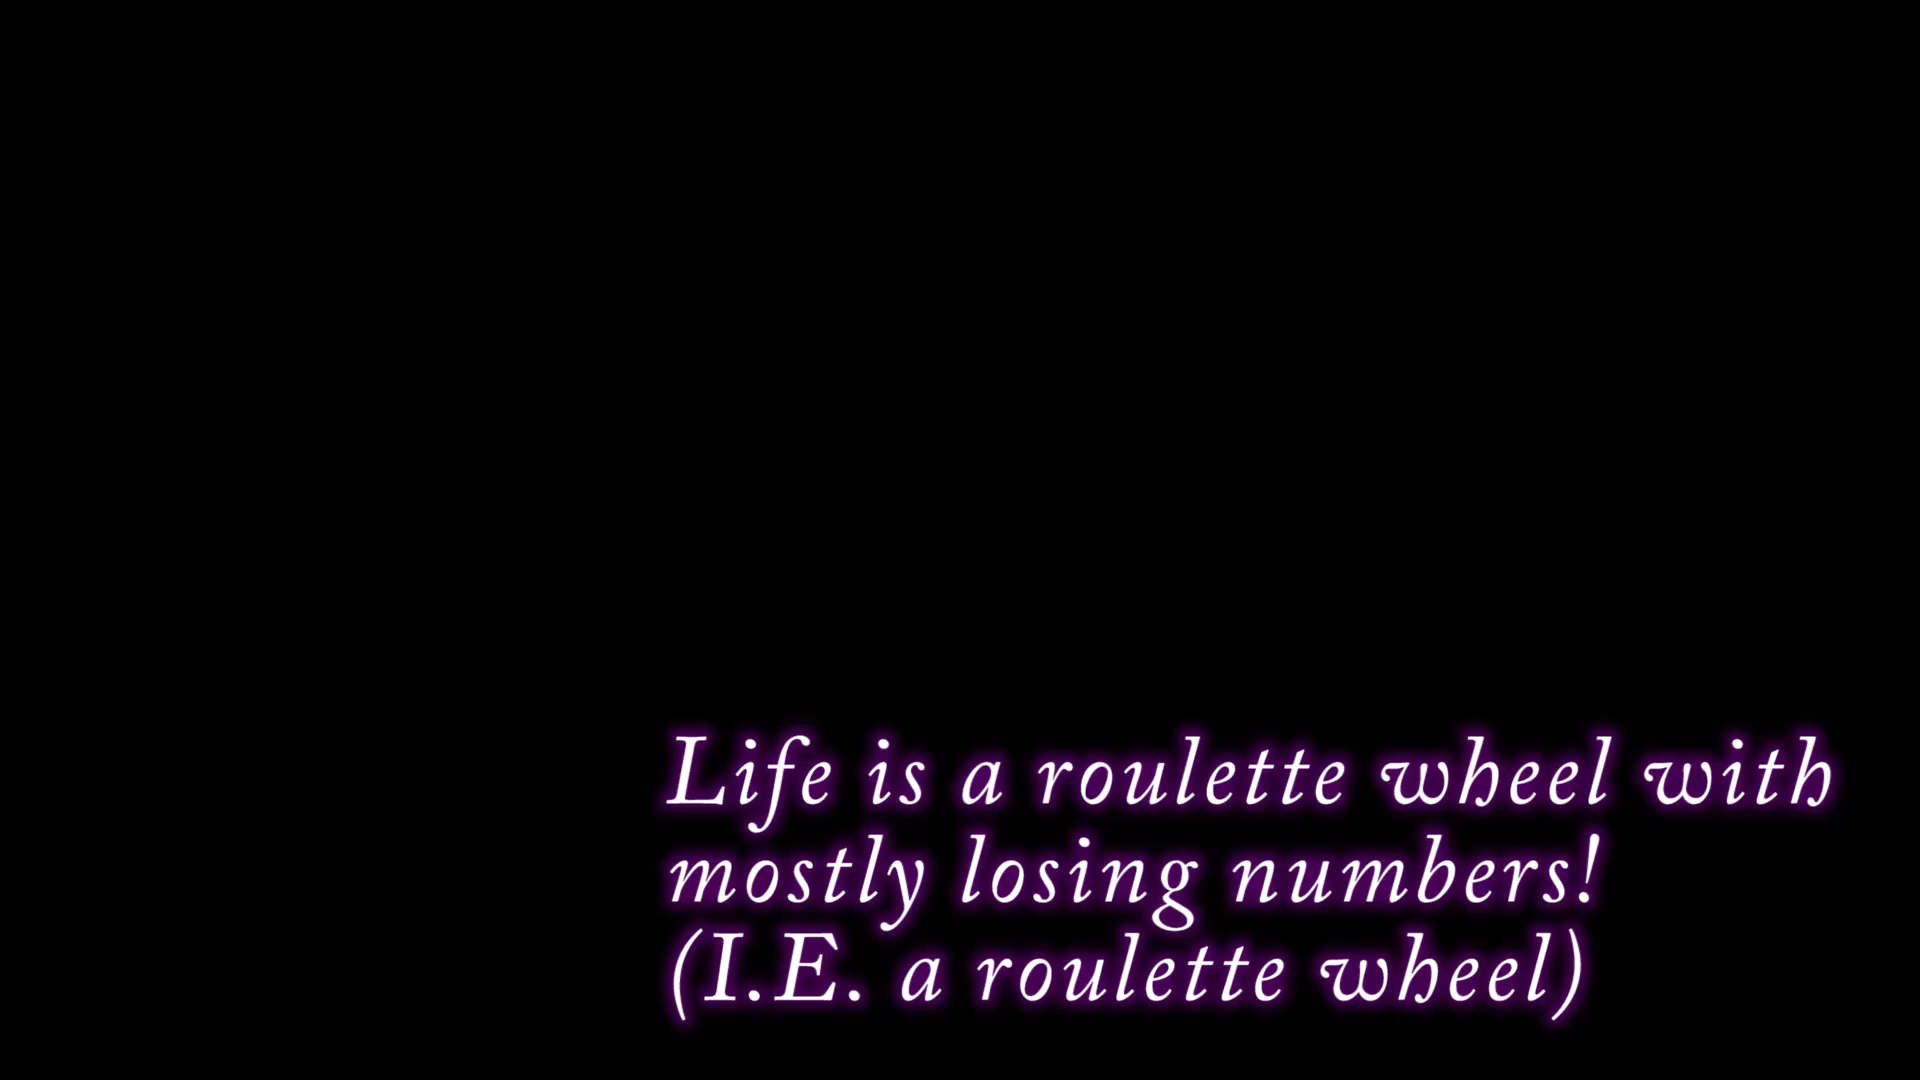 Life is a roulette wheel with
mostly losing numbers!
(I.E. a roulette wheel)